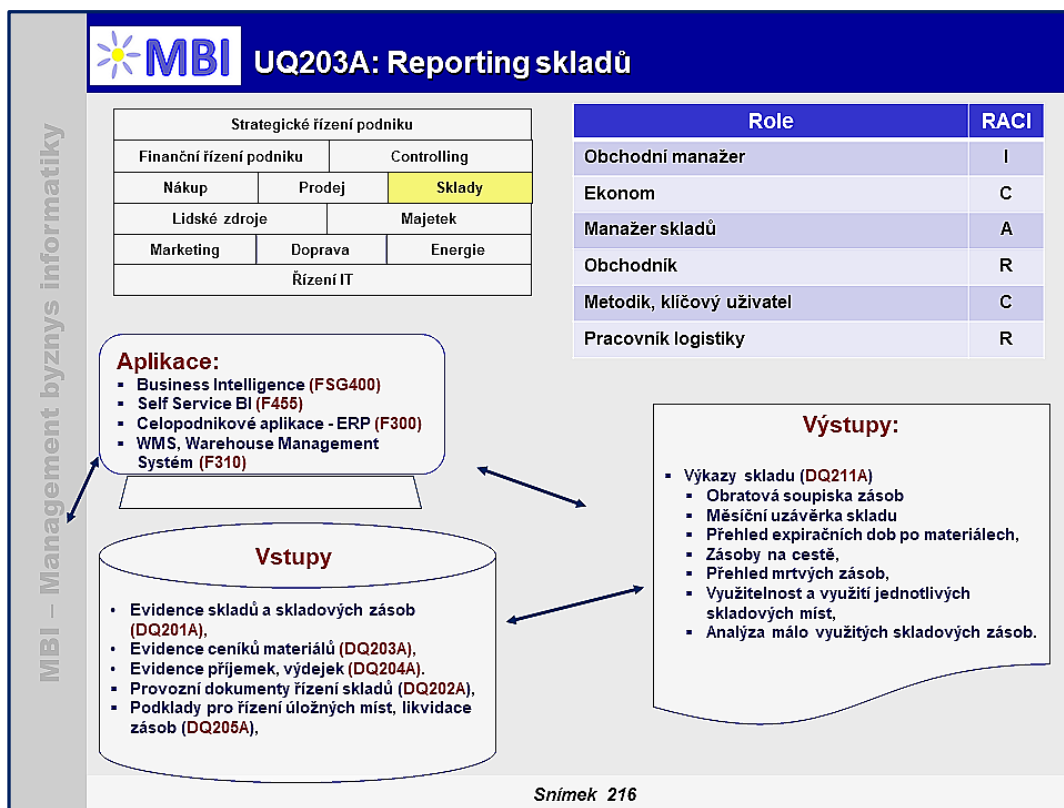 MBI – Management byznys informatiky
MBI
UQ203A: Reporting skladů
Strategické řízení podniku
Finanční řízení podniku Controlling
Nákup Prodej Sklady
Lidské zdroje Majetek
Marketing Doprava Energie
Řízení IT
Role RACI
Obchodní manažer I
Ekonom C
Manažer skladů A
Obchodník R
Metodik, klíčový uživatel C
Pracovník logistiky R
Aplikace:
▪ Business Intelligence (FSG400)
▪ Self Service BI (F455)
▪ Celopodnikové aplikace - ERP (F300)
▪ WMS, Warehouse Management
Systém (F310)
Vstupy
• Evidence skladů a skladových zásob
(DQ201A),
• Evidence ceníků materiálů (DQ203A),
• Evidence příjemek, výdejek (DQ204A).
▪ Provozní dokumenty řízení skladů (DQ202A),
▪ Podklady pro řízení úložných míst, likvidace
zásob (DQ205A),
Výstupy:
▪ Výkazy skladu (DQ211A)
▪ Obratová soupiska zásob
▪ Měsíční uzávěrka skladu
▪ Přehled expiračních dob po materiálech,
▪ Zásoby na cestě,
▪ Přehled mrtvých zásob,
▪ Využitelnost a využití jednotlivých
skladových míst,
▪ Analýza málo využitých skladových zásob.
Snímek 216